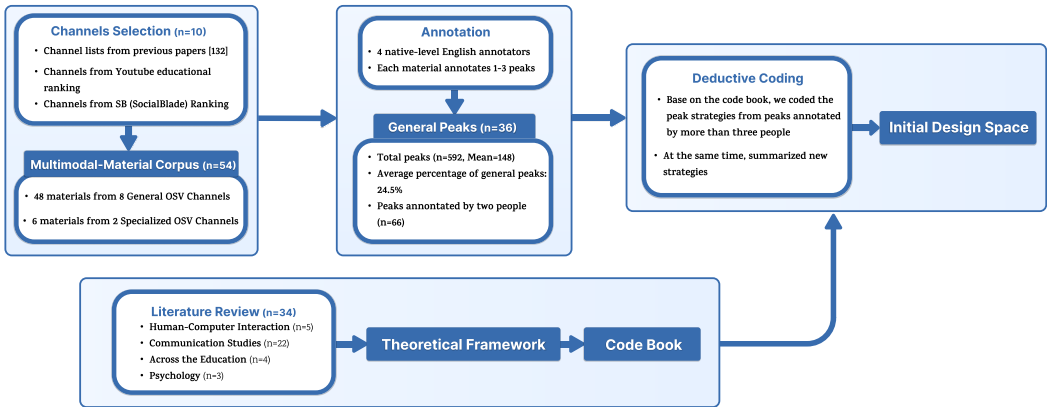 Channels Selection (n=10)
• Channel lists from previous papers [132]
• Channels from Youtube educational
ranking
• Channels from SB (SocialBlade) Ranking
Multimodal-Material Corpus (n=54)
• 48 materials from 8 General OSV Channels
• 6 materials from 2 Specialized OSV Channels
Annotation
• 4 native-level English annotators
• Each material annotates 1-3 peaks
General Peaks (n=36)
• Total peaks (n=592, Mean=148)
• Average percentage of general peaks:
24.5%
• Peaks annontated by two people
(n=66)
Deductive Coding
• Base on the code book, we coded the
peak strategies from peaks annotated
by more than three people
• At the same time, summarized new
strategies
Initial Design Space
Literature Review (n=34)
• Human-Computer Interaction (n=5)
• Communication Studies (n=22)
• Across the Education (n=4)
• Psychology (n=3)
Theoretical Framework
Code Book